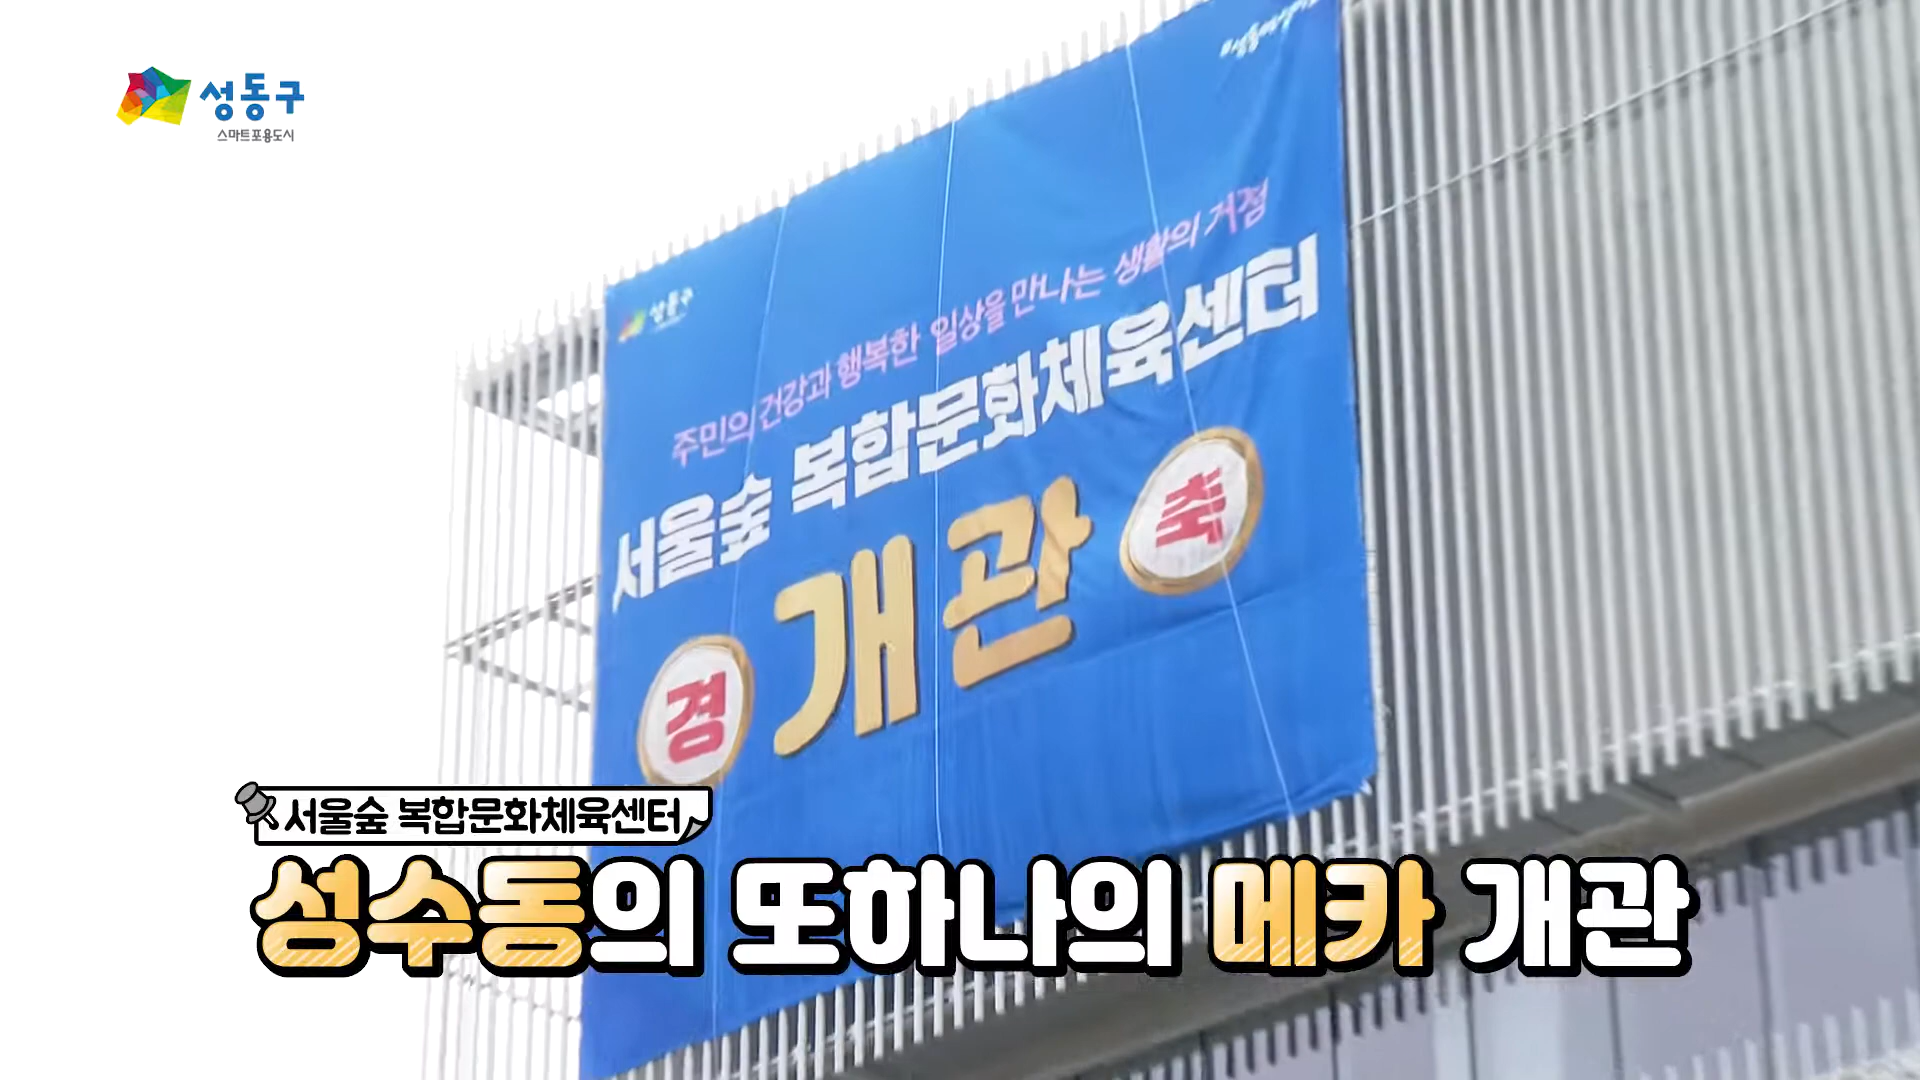 성동구
스마트포용도시
성동구
주민의 건강과 행복한 일상을 만나는 생활의 거점
서울숲 복합문화체육센터
경 개관 축
서울숲 복합문화체육센터
성수동의 또하나의 메카 개관